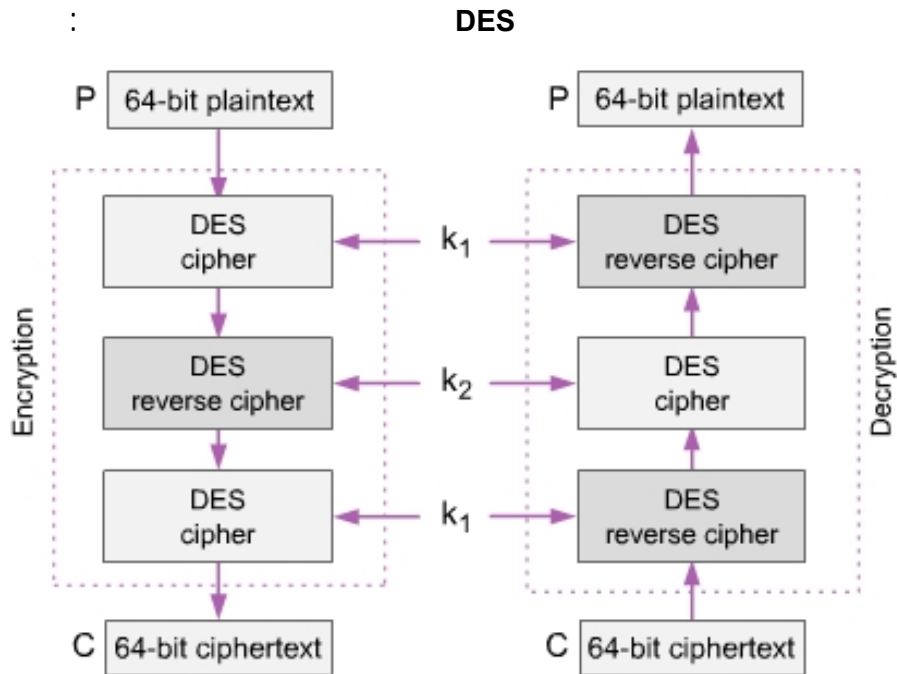 : DES
P 64-bit plaintext
DES
cipher
DES
reverse cipher
DES
cipher
C 64-bit ciphertext
Encryption
k₁
k₂
k₁
P 64-bit plaintext
DES
reverse cipher
DES
cipher
DES
reverse cipher
C 64-bit ciphertext
Decryption